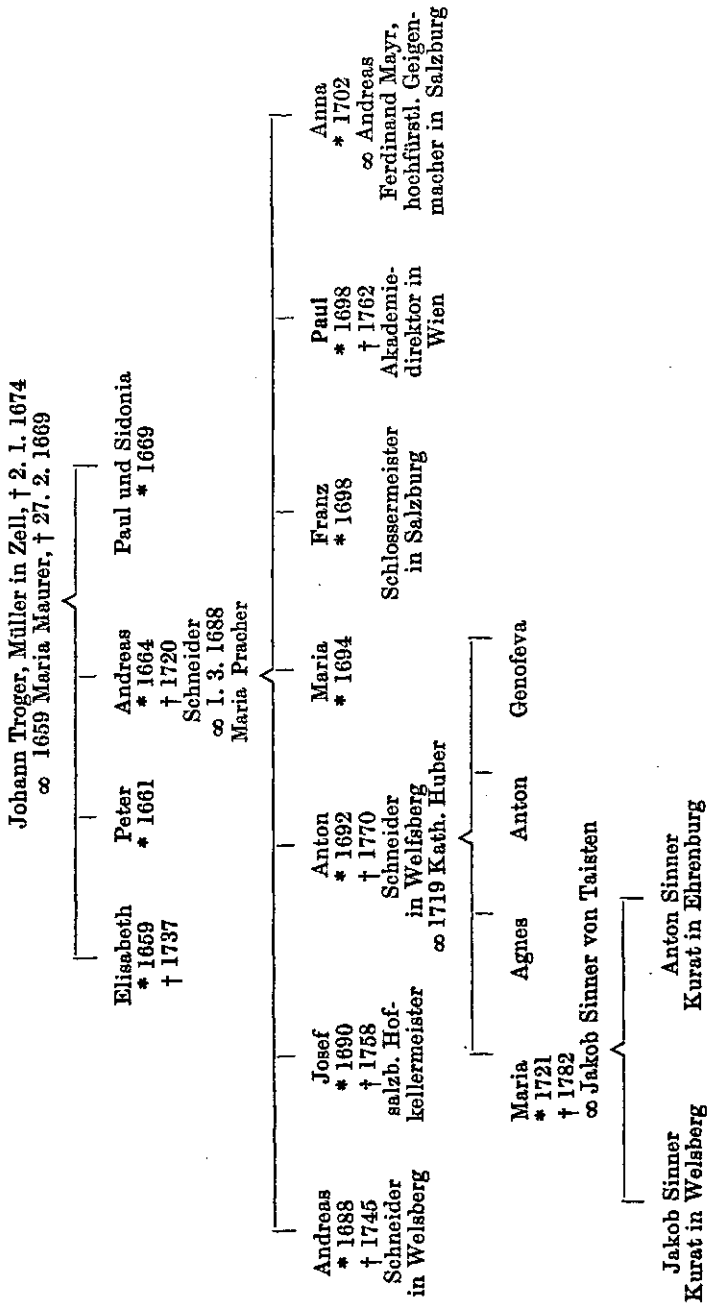 Johann Troger, Müller in Zell, † 2. 1. 1674
∞ 1659 Maria Maurer, † 27. 2. 1669
Elisabeth
* 1659
† 1737
Peter
* 1661
Andreas
* 1664
† 1720
Schneider
∞ 1. 3. 1688
Maria Pracher
Paul und Sidonia
* 1669
Andreas
* 1688
† 1745
Schneider
in Welsberg
Josef
* 1690
† 1758
salzb. Hof-
kellermeister
Anton
* 1692
† 1770
Schneider
in Welfsberg
∞ 1719 Kath. Huber
Maria
* 1694
Franz
* 1698
Schlossermeister
in Salzburg
Paul
* 1698
† 1762
Akademie-
direktor in
Wien
Anna
* 1702
∞ Andreas
Ferdinand Mayr,
hochfürstl. Geigen-
macher in Salzburg
Maria
* 1721
† 1782
∞ Jakob Sinner von Taisten
Agnes
Anton
Genofeva
Jakob Sinner
Kurat in Welsberg
Anton Sinner
Kurat in Ehrenburg